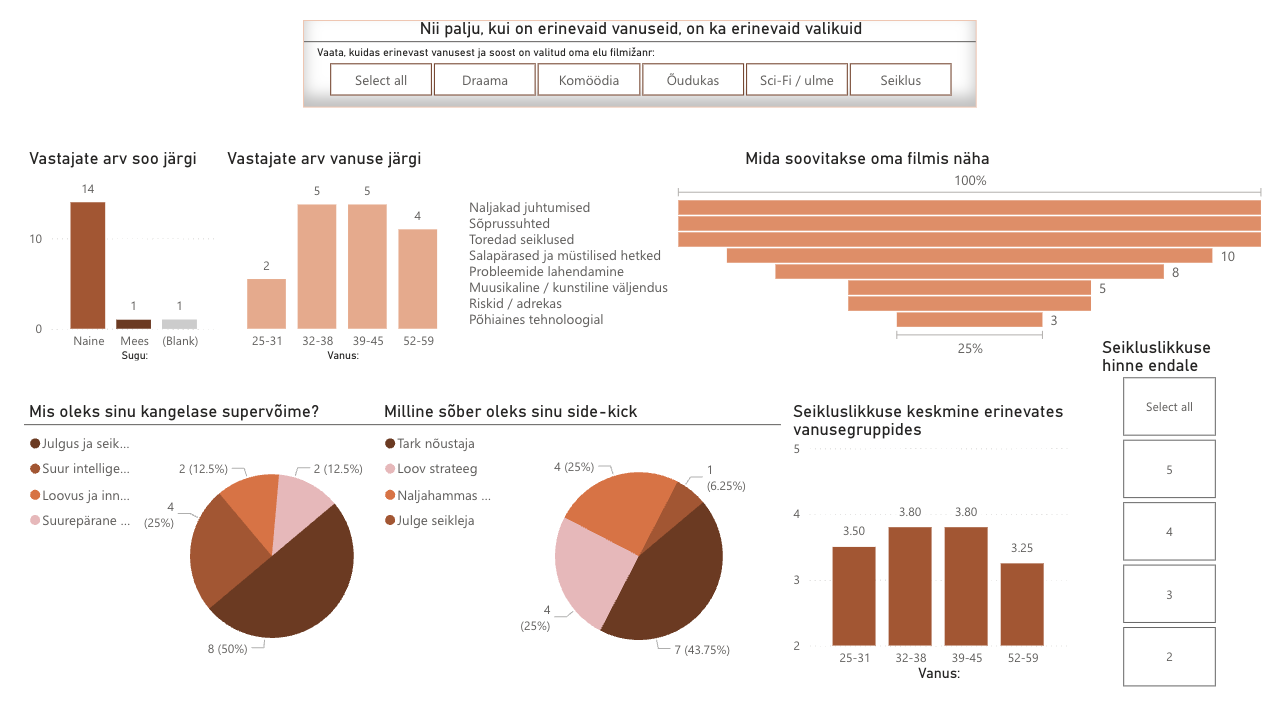 Nii palju, kui on erinevaid vanuseid, on ka erinevaid valikuid
Vaata, kuidas erinevast vanusest ja soost on valitud oma elu filmižanr:
Select all
Draama
Komöödia
Õudukas
Sci-Fi / ulme
Seiklus
Vastajate arv soo järgi
14
10
1
1
0
Naine
Mees
(Blank)
Sugu:
Vastajate arv vanuse järgi
2
5
5
4
25-31
32-38
39-45
52-59
Vanus:
Mida soovitakse oma filmis näha
100%
Naljakad juhtumised
Sõprussuhted
Toredad seiklused
Salapärased ja müstilised hetked
10
Probleemide lahendamine
8
Muusikaline / kunstiline väljendus
5
Riskid / adrekas
Põhiaines tehnoloogial
3
25%
Mis oleks sinu kangelase supervõime?
Julgus ja seik...
Suur intellige...
Loovus ja inn...
Suurepärane ...
2 (12.5%)
2 (12.5%)
4
(25%)
8 (50%)
Milline sõber oleks sinu side-kick
Tark nõustaja
Loov strateeg
Naljahammas ...
Julge seikleja
4 (25%)
1
(6.25%)
4
(25%)
7 (43.75%)
Seikluslikkuse keskmine erinevates
vanusegruppides
5
4
3
2
3.50
3.80
3.80
3.25
25-31
32-38
39-45
52-59
Vanus:
Seikluslikkuse
hinne endale
Select all
5
4
3
2